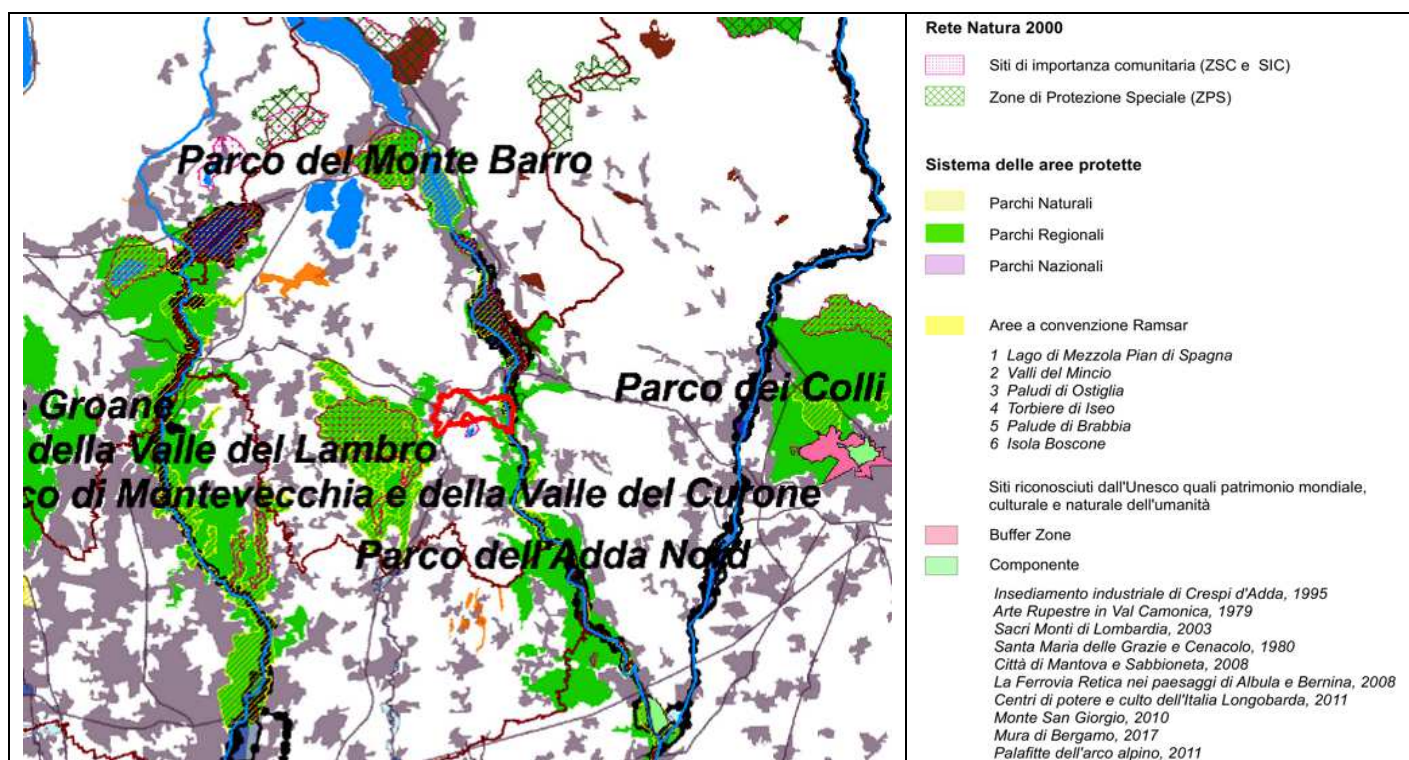 Parco del Monte Barro
Parco dei Colli
e Groane
della Valle del Lambro
co di Montevecchia e della Valle del Curone
Parco dell'Adda Nord
Rete Natura 2000
Siti di importanza comunitaria (ZSC e SIC)
Zone di Protezione Speciale (ZPS)
Sistema delle aree protette
Parchi Naturali
Parchi Regionali
Parchi Nazionali
Aree a convenzione Ramsar
1 Lago di Mezzola Pian di Spagna
2 Valli del Mincio
3 Paludi di Ostiglia
4 Torbiere di Iseo
5 Palude di Brabbia
6 Isola Boscone
Siti riconosciuti dall'Unesco quali patrimonio mondiale,
culturale e naturale dell'umanità
Buffer Zone
Componente
Insediamento industriale di Crespi d'Adda, 1995
Arte Rupestre in Val Camonica, 1979
Sacri Monti di Lombardia, 2003
Santa Maria delle Grazie e Cenacolo, 1980
Città di Mantova e Sabbioneta, 2008
La Ferrovia Retica nei paesaggi di Albula e Bernina, 2008
Centri di potere e culto dell'Italia Longobarda, 2011
Monte San Giorgio, 2010
Mura di Bergamo, 2017
Palafitte dell'arco alpino, 2011